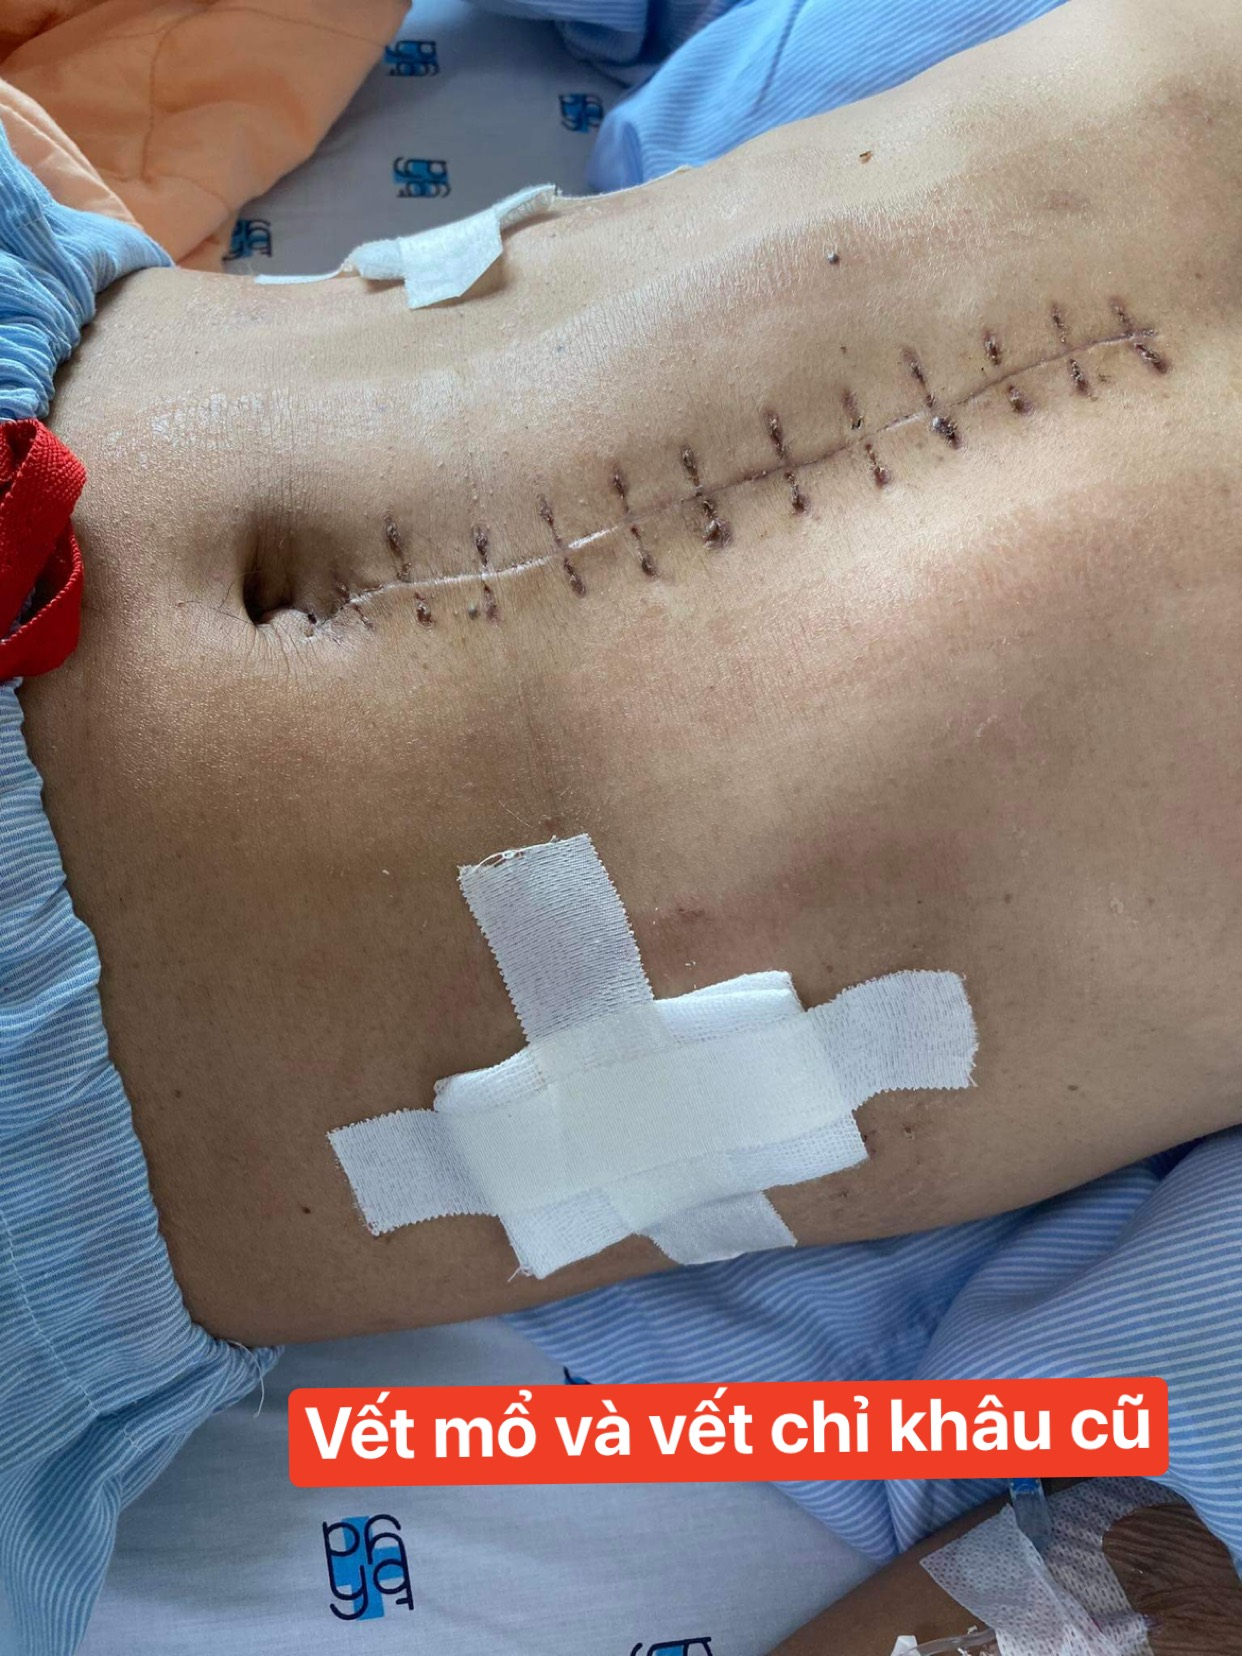 Vết mổ và vết chỉ khâu cũ